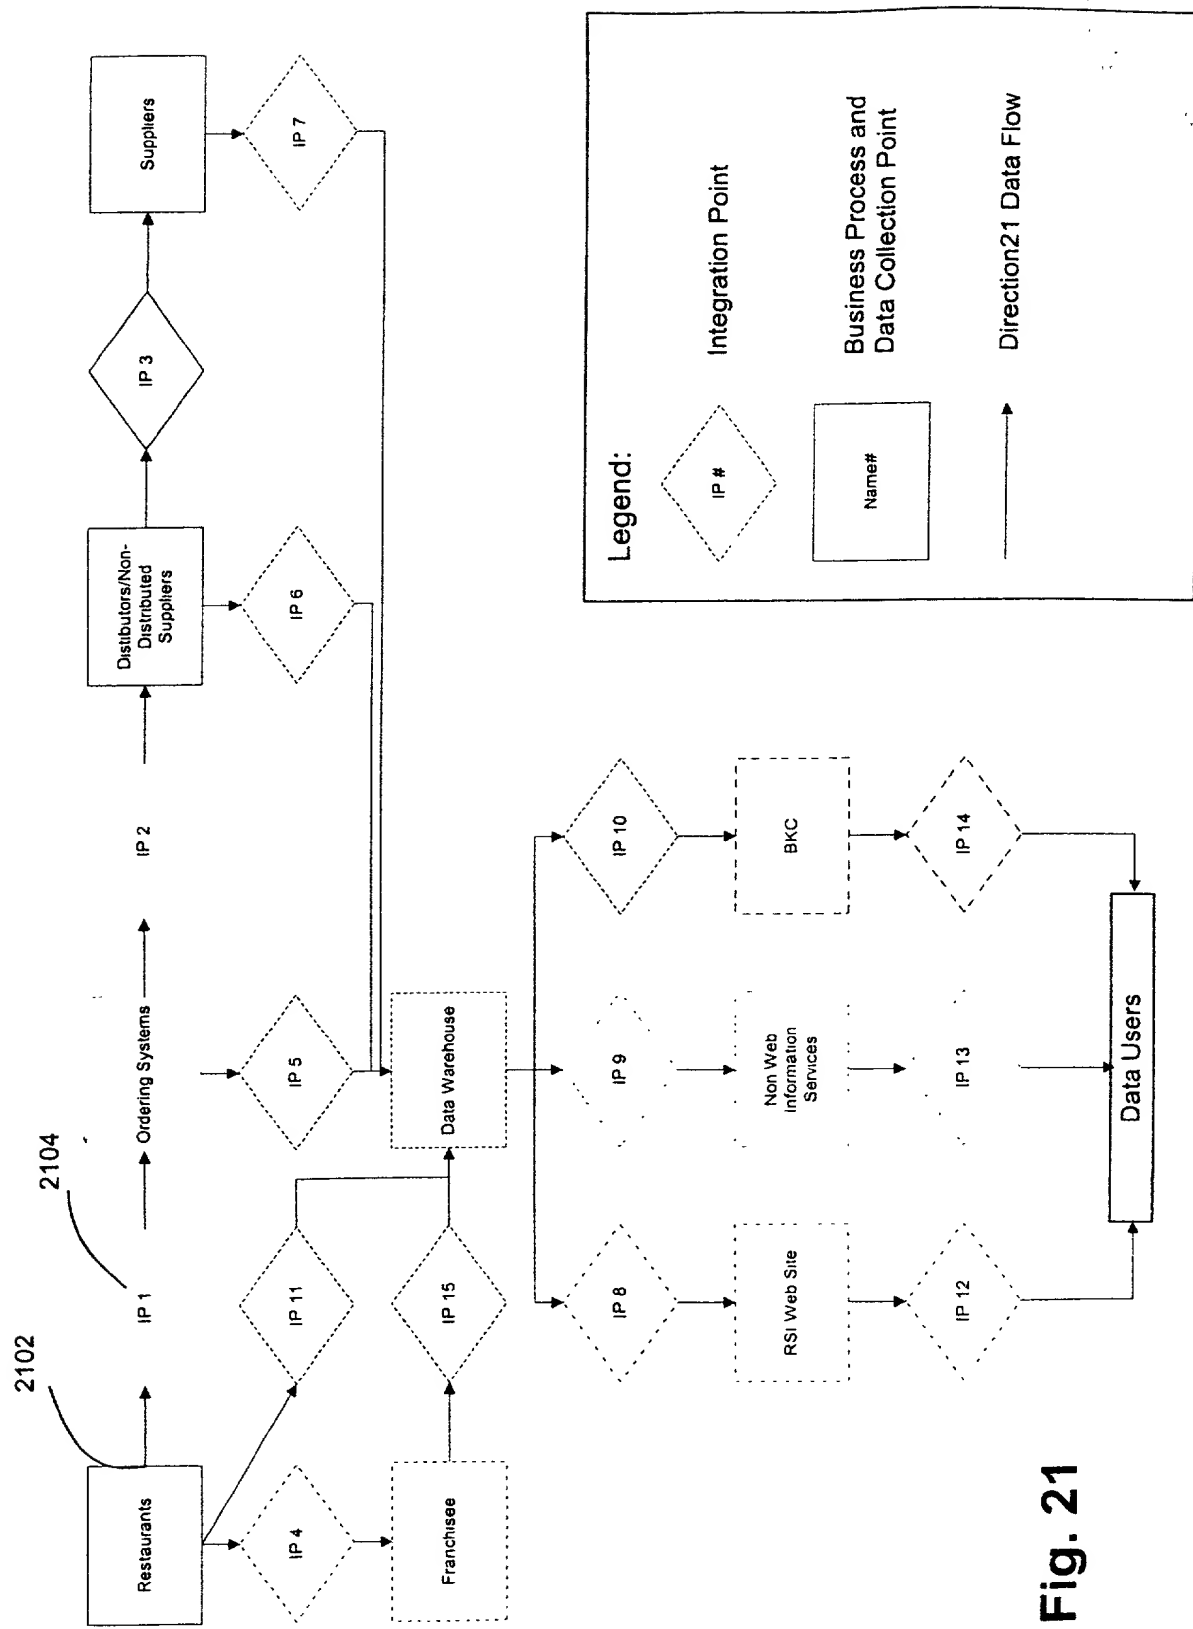 2102
2104
Restaurants
IP 1
Ordering Systems
IP 2
Distibutors/Non-
Distributed
Suppliers
IP 3
Suppliers
IP 4
IP 11
IP 5
IP 6
IP 7
Franchisee
IP 15
Data Warehouse
IP 8
IP 9
IP 10
RSI Web Site
Non Web
Information
Services
BKC
IP 12
IP 13
IP 14
Data Users
Legend:
IP #
Integration Point
Name#
Business Process and
Data Collection Point
Direction21 Data Flow
Fig. 21